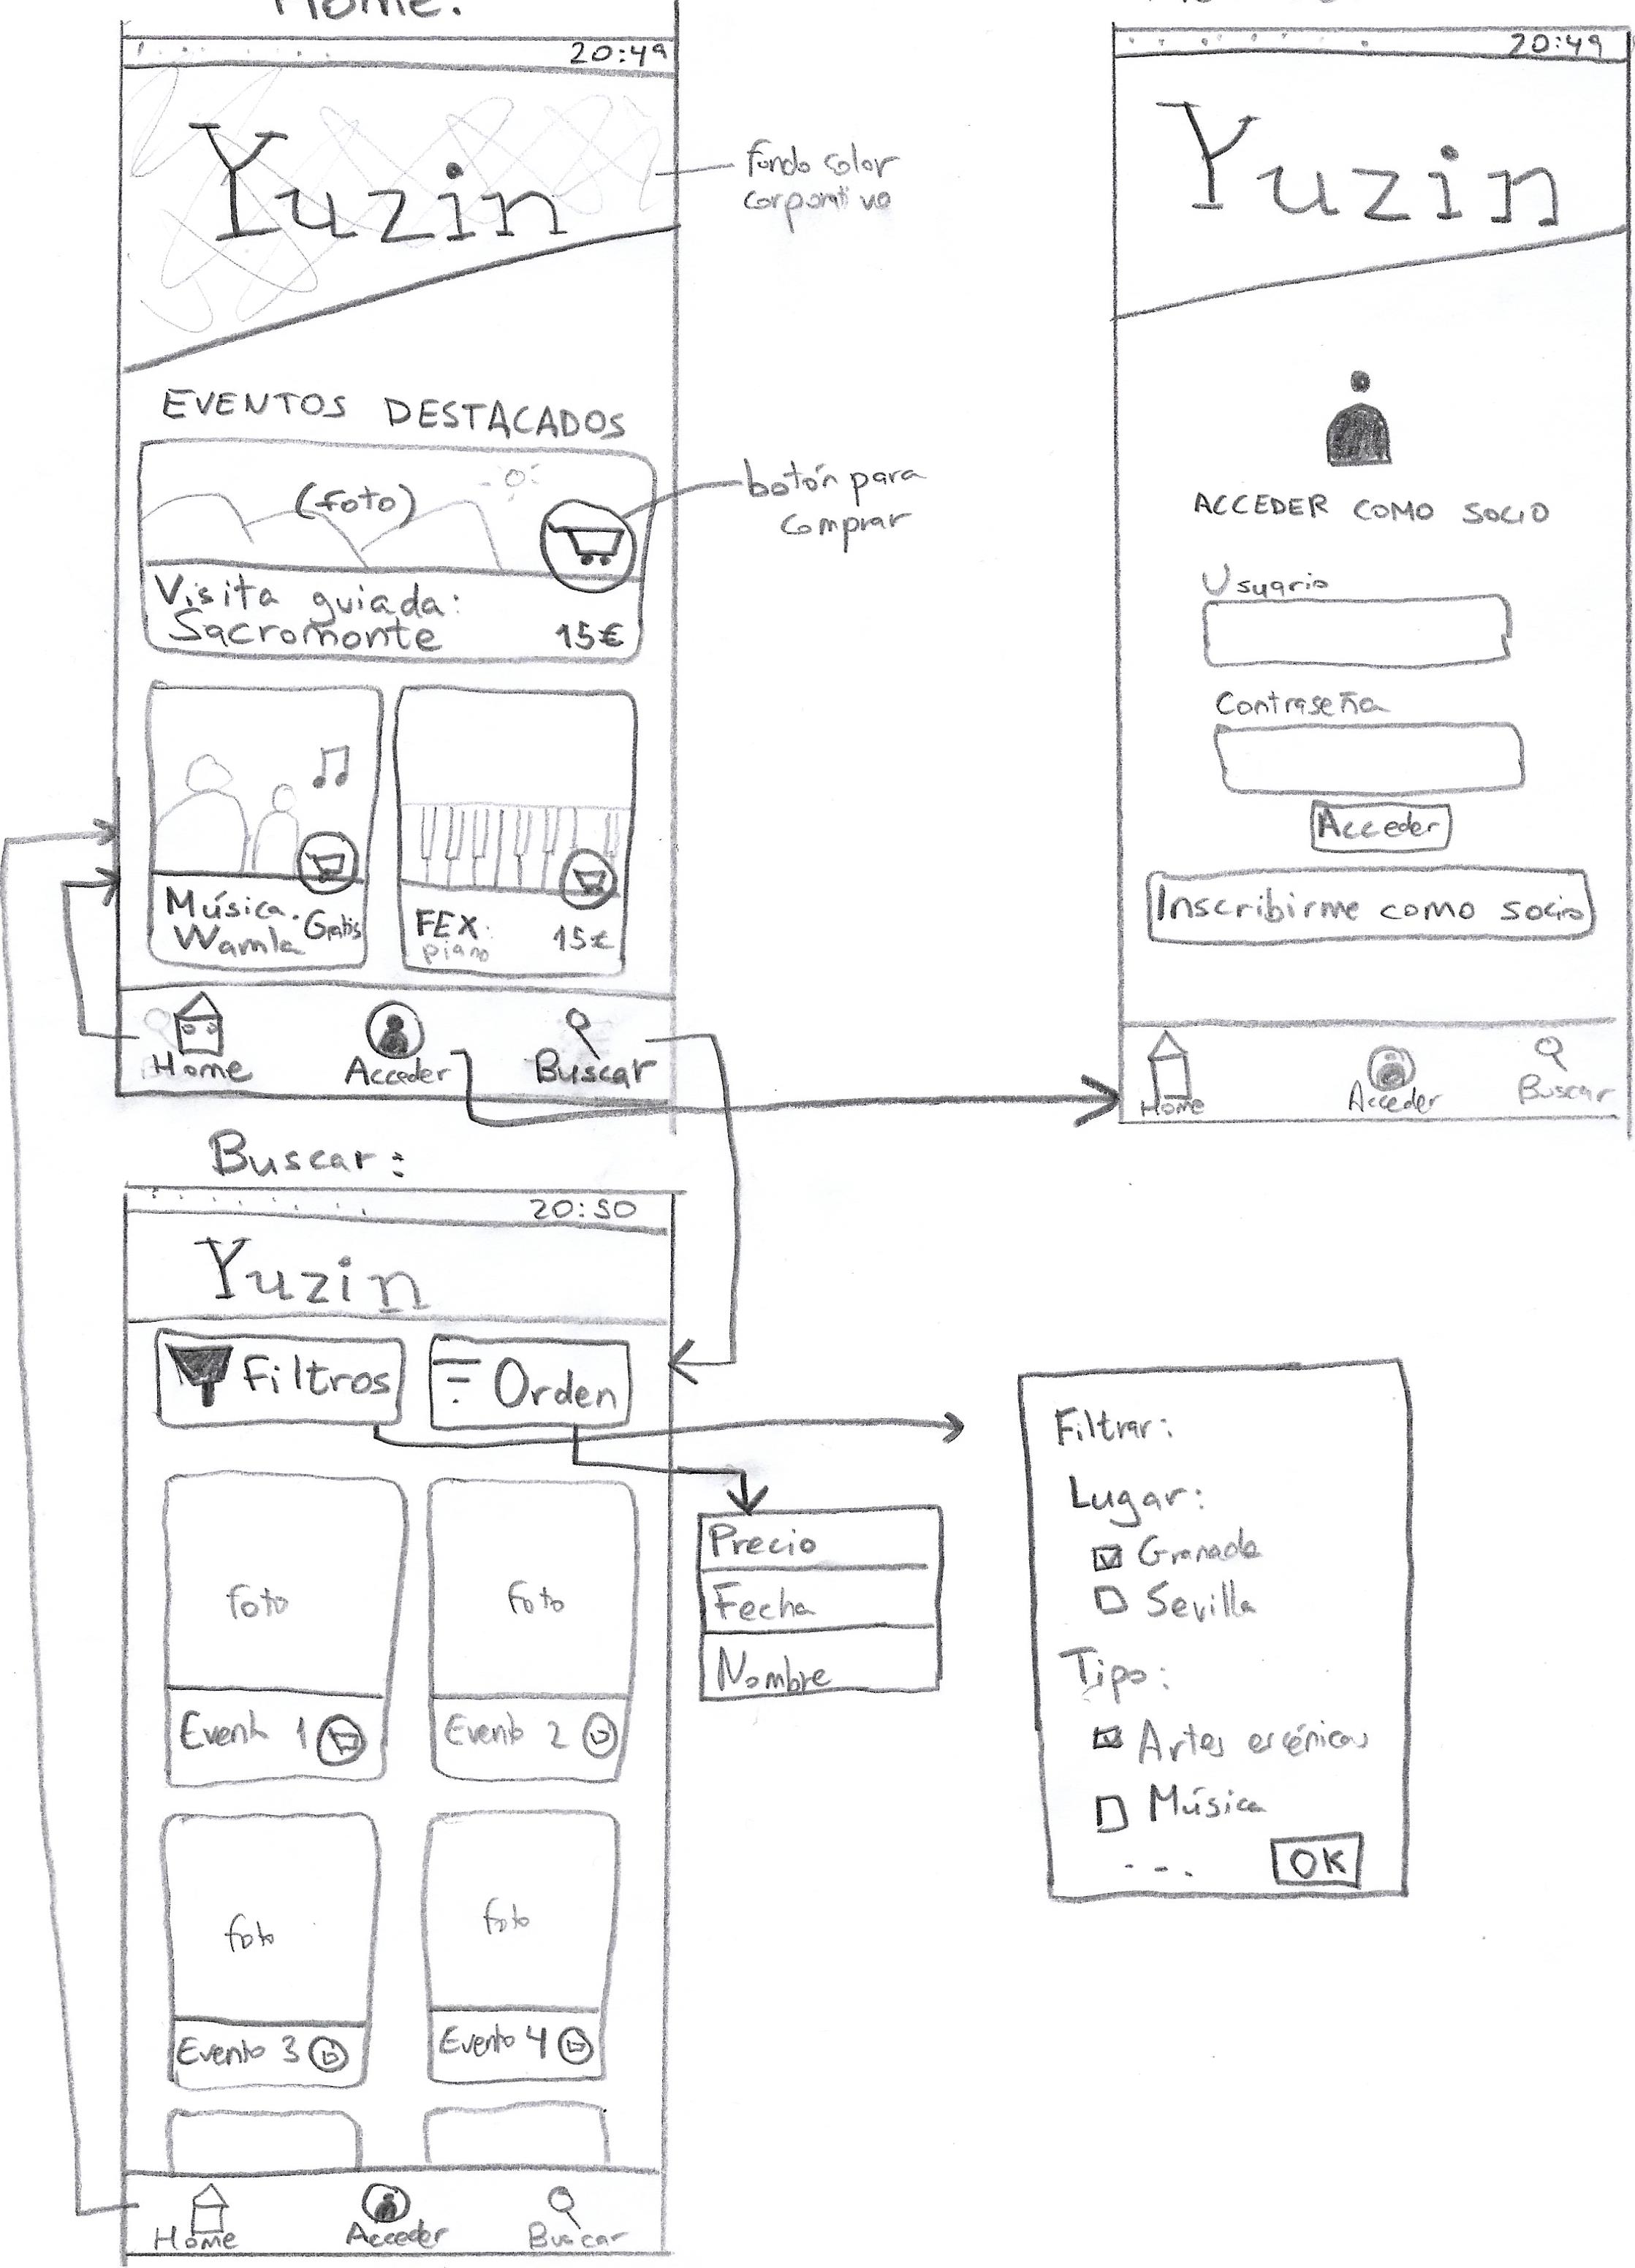 Home:
20:49
Yuzin
fondo color
corporativo
EVENTOS DESTACADOS
(foto)
botón para
comprar
Visita guiada:
Sacromonte 15€
Música. Gratis
Wamla
FEX:
piano 15€
Home Acceder Buscar
20:49
Yuzin
ACCEDER COMO SOCIO
Usuario
Contraseña
Acceder
Inscribirme como socio
Home Acceder Buscar
Buscar:
20:50
Yuzin
Filtros Orden
foto foto
Evento 1 Evento 2
foto foto
Evento 3 Evento 4
Home Acceder Buscar
Precio
Fecha
Nombre
Filtrar:
Lugar:
Granada
Sevilla
Tipo:
Artes escénicas
Música
---
OK